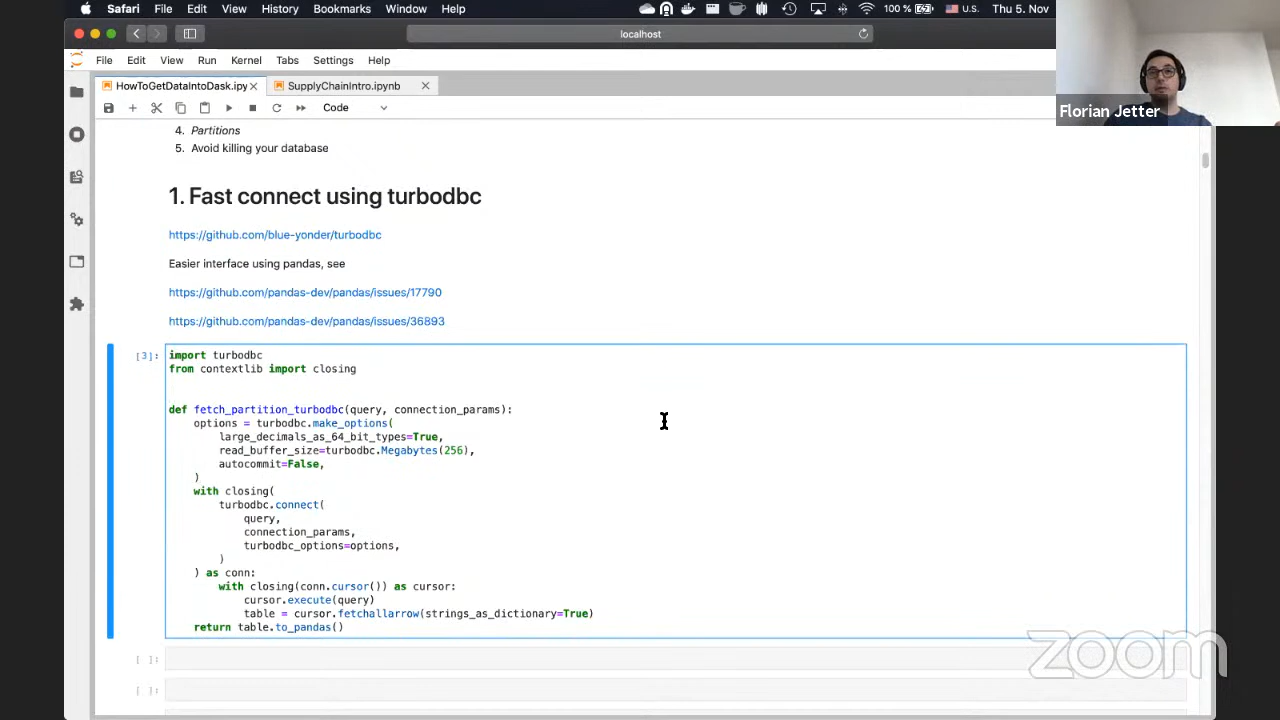 Safari File Edit View History Bookmarks Window Help 100 % U.S. Thu 5. Nov
localhost
File Edit View Run Kernel Tabs Settings Help
HowToGetDataIntoDask.ipy SupplyChainIntro.ipynb
Code
Florian Jetter
4. Partitions
5. Avoid killing your database
1. Fast connect using turbodbc
https://github.com/blue-yonder/turbodbc
Easier interface using pandas, see
https://github.com/pandas-dev/pandas/issues/17790
https://github.com/pandas-dev/pandas/issues/36893
[3]: import turbodbc
from contextlib import closing
def fetch_partition_turbodbc(query, connection_params):
options = turbodbc.make_options(
large_decimals_as_64_bit_types=True,
read_buffer_size=turbodbc.Megabytes(256),
autocommit=False,
)
with closing(
turbodbc.connect(
query,
connection_params,
turbodbc_options=options,
)
) as conn:
with closing(conn.cursor()) as cursor:
cursor.execute(query)
table = cursor.fetchallarrow(strings_as_dictionary=True)
return table.to_pandas()
[ ]:
[ ]:
zoom